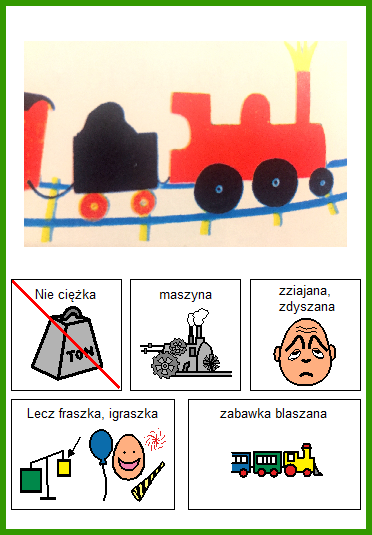 Nie ciężka
TON
maszyna
zziajana,
zdyszana
Lecz fraszka, igraszka
zabawka blaszana